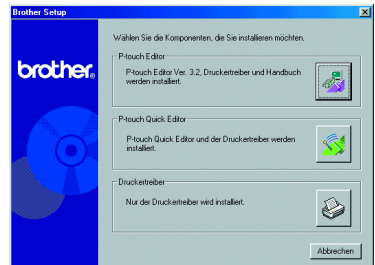 Brother Setup
brother®
Wählen Sie die Komponenten, die Sie installieren möchten.
P-touch Editor
P-touch Editor Ver. 3.2, Druckertreiber und Handbuch
werden installiert.
P-touch Quick Editor
P-touch Quick Editor und der Druckertreiber werden
installiert.
Druckertreiber
Nur der Druckertreiber wird installiert.
Abbrechen